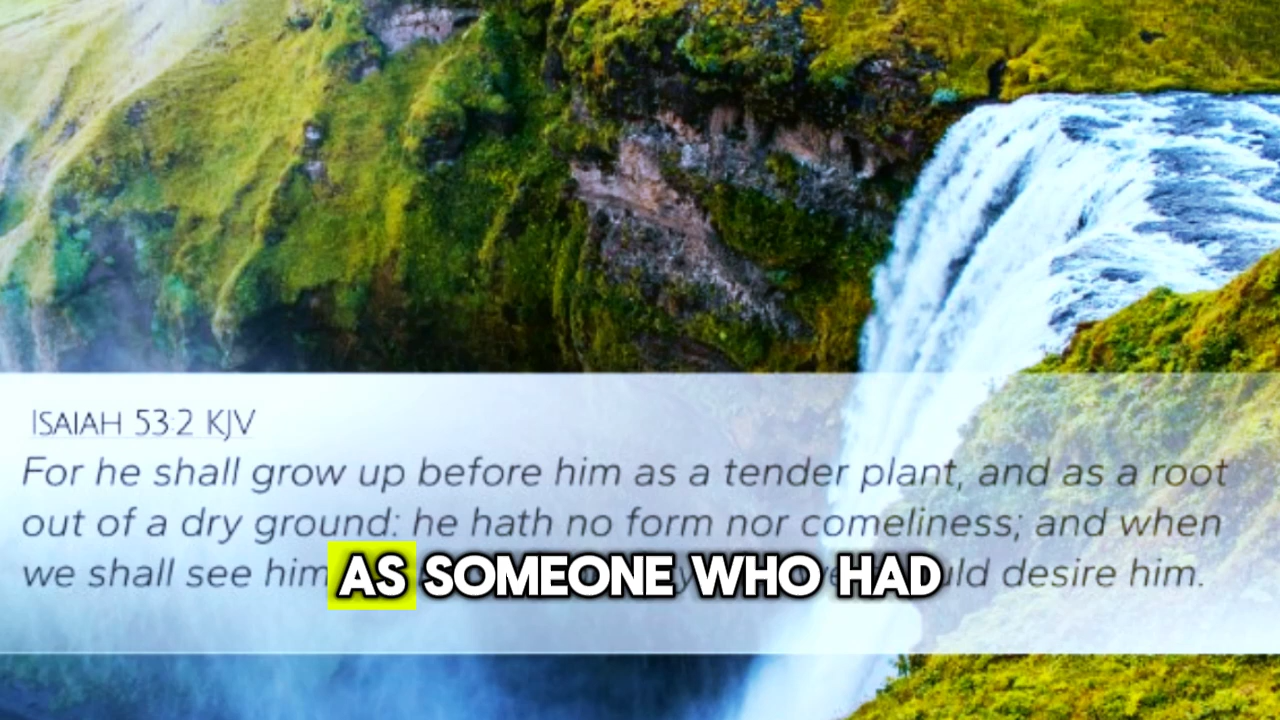 ISAIAH 53:2 KJV
For he shall grow up before him as a tender plant, and as a root
out of a dry ground: he hath no form nor comeliness; and when
we shall see him desire him.
AS SOMEONE WHO HAD